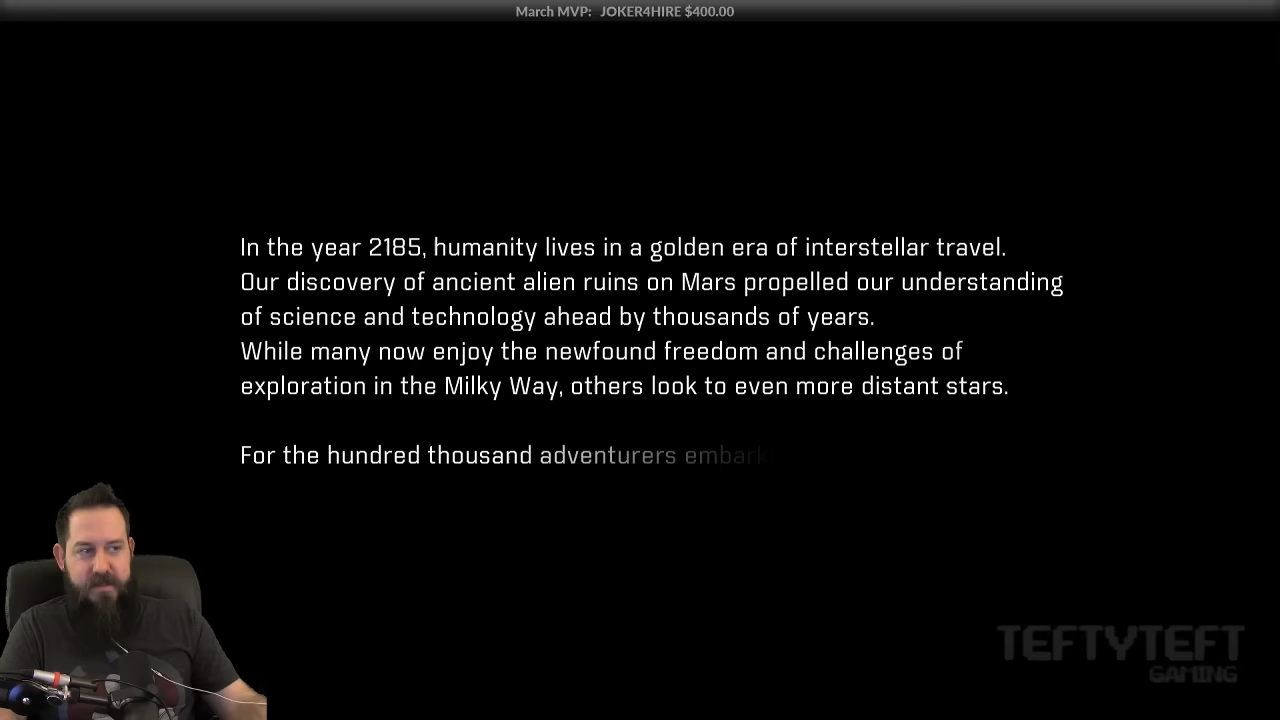 March MVP: JOKER4HIRE $400.00
In the year 2185, humanity lives in a golden era of interstellar travel.
Our discovery of ancient alien ruins on Mars propelled our understanding
of science and technology ahead by thousands of years.
While many now enjoy the newfound freedom and challenges of
exploration in the Milky Way, others look to even more distant stars.
For the hundred thousand adventurers embark
TEFTYTEFT
GAMING